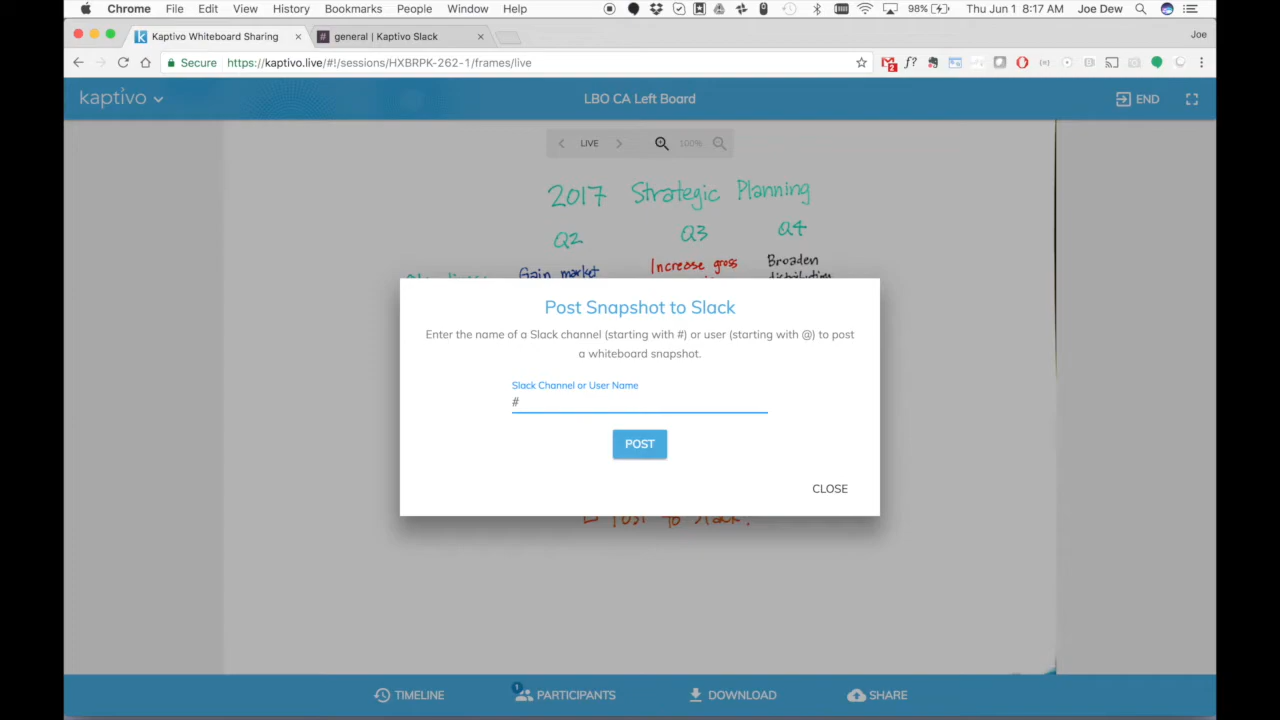 Chrome File Edit View History Bookmarks People Window Help 98% Thu Jun 1 8:17 AM Joe Dew
Kaptivo Whiteboard Sharing × # general | Kaptivo Slack × Joe
Secure https://kaptivo.live/#!/sessions/HXBRPK-262-1/frames/live f? 2
kaptivo LBO CA Left Board END
LIVE 100%
2017 Strategic Planning
Q2 Q3 Q4
Gain market Increase gross Broaden
distribution
Post Snapshot to Slack
Enter the name of a Slack channel (starting with #) or user (starting with @) to post
a whiteboard snapshot.
Slack Channel or User Name
#
POST
CLOSE
Post to Slack.
TIMELINE 1 PARTICIPANTS DOWNLOAD SHARE